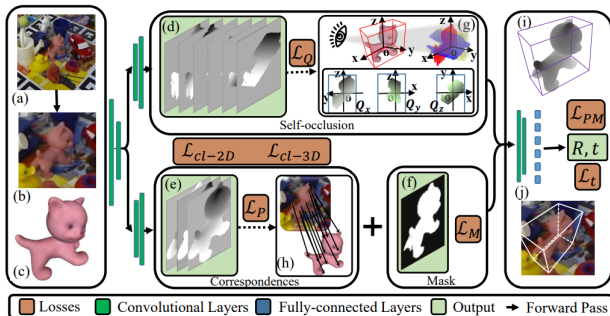 (a)
(b)
(c)
(d)
ℒ_Q
(g)
z
y
x
z
y
x
z
x
o
Q_x
z
y
o
Q_y
y
x
o
Q_z
Self-occlusion
ℒ_cl−2D ℒ_cl−3D
(e)
ℒ_P
(h)
Correspondences
+
(f)
ℒ_M
Mask
(i)
ℒ_PM
R, t
ℒ_t
(j)
Losses Convolutional Layers Fully-connected Layers Output Forward Pass